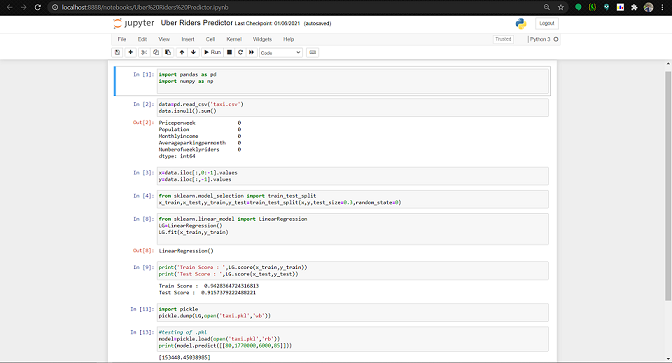 localhost:8888/notebooks/Uber%20Riders%20Predictor.ipynb
jupyter Uber Riders Predictor Last Checkpoint: 01/06/2021 (autosaved)
Logout
File Edit View Insert Cell Kernel Widgets Help
Trusted Python 3
Run Code
In [1]: import pandas as pd
import numpy as np
In [2]: data=pd.read_csv('taxi.csv')
data.isnull().sum()
Out[2]: Priceperweek 0
Population 0
Monthlyincome 0
Averageparkingpermonth 0
Numberofweeklyriders 0
dtype: int64
In [3]: x=data.iloc[:,0:-1].values
y=data.iloc[:,-1].values
In [4]: from sklearn.model_selection import train_test_split
x_train,x_test,y_train,y_test=train_test_split(x,y,test_size=0.3,random_state=0)
In [8]: from sklearn.linear_model import LinearRegression
LG=LinearRegression()
LG.fit(x_train,y_train)
Out[8]: LinearRegression()
In [9]: print('Train Score : ',LG.score(x_train,y_train))
print('Test Score : ',LG.score(x_test,y_test))
Train Score : 0.9428364724316813
Test Score : 0.9157379222488221
In [11]: import pickle
pickle.dump(LG,open('taxi.pkl','wb'))
In [13]: #testing of .pkl
model=pickle.load(open('taxi.pkl','rb'))
print(model.predict([[80,1770000,6000,85]]))
[153440.45038985]